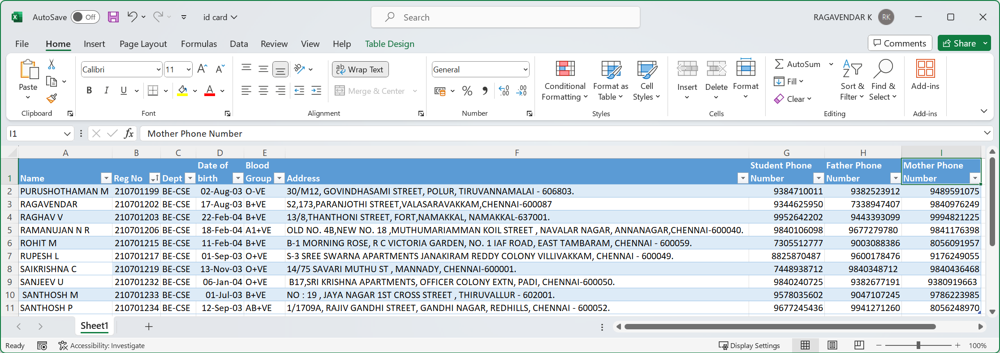 AutoSave Off id card Search RAGAVENDAR K RK
File Home Insert Page Layout Formulas Data Review View Help Table Design Comments Share
Paste Calibri 11 Wrap Text General Conditional Formatting Format as Table Cell Styles Insert Delete Format AutoSum Fill Clear Sort & Filter Find & Select Add-ins
B I U A Merge & Center % , .00
Clipboard Font Alignment Number Styles Cells Editing Add-ins
I1 fx Mother Phone Number
A B C D E F G H I
1 Name Reg No Dept Date of birth Blood Group Address Student Phone Number Father Phone Number Mother Phone Number
2 PURUSHOTHAMAN M 210701199 BE-CSE 02-Aug-03 O-VE 30/M12, GOVINDHASAMI STREET, POLUR, TIRUVANNAMALAI - 606803. 9384710011 9382523912 9489591075
3 RAGAVENDAR 210701202 BE-CSE 17-Aug-03 B+VE S2,173,PARANJOTHI STREET,VALASARAVAKKAM,CHENNAI-600087 9344625950 7338947407 9840976249
4 RAGHAV V 210701203 BE-CSE 22-Feb-04 B+VE 13/8,THANTHONI STREET, FORT,NAMAKKAL, NAMAKKAL-637001. 9952642202 9443393099 9994821225
5 RAMANUJAN N R 210701206 BE-CSE 18-Feb-04 A1+VE OLD NO. 4B,NEW NO. 18 ,MUTHUMARIAMMAN KOIL STREET , NAVALAR NAGAR, ANNANAGAR,CHENNAI-600040. 9840106098 9677279780 9841176398
6 ROHIT M 210701215 BE-CSE 11-Feb-04 B+VE B-1 MORNING ROSE, R C VICTORIA GARDEN, NO. 1 IAF ROAD, EAST TAMBARAM, CHENNAI - 600059. 7305512777 9003088386 8056091957
7 RUPESH L 210701217 BE-CSE 01-Sep-03 O+VE S-3 SREE SWARNA APARTMENTS JANAKIRAM REDDY COLONY VILLIVAKKAM, CHENNAI - 600049. 8825870487 9600178476 9176249055
8 SAIKRISHNA C 210701219 BE-CSE 13-Nov-03 O+VE 14/75 SAVARI MUTHU ST , MANNADY, CHENNAI-600001. 7448938712 9840348712 9840436468
9 SANJEEV U 210701232 BE-CSE 06-Jan-04 O+VE B17,SRI KRISHNA APARTMENTS, OFFICER COLONY EXTN, PADI, CHENNAI-600050. 9840240725 9382677191 9380919663
10 SANTHOSH M 210701233 BE-CSE 01-Jul-03 B+VE NO : 19 , JAYA NAGAR 1ST CROSS STREET , THIRUVALLUR - 602001. 9578035602 9047107245 9786223985
11 SANTHOSH P 210701234 BE-CSE 12-Sep-03 AB+VE 1/1709A, RAJIV GANDHI STREET, GANDHI NAGAR, REDHILLS, CHENNAI - 600052. 9677245436 9941271260 8056248970
Sheet1
Ready Accessibility: Investigate Display Settings 100%